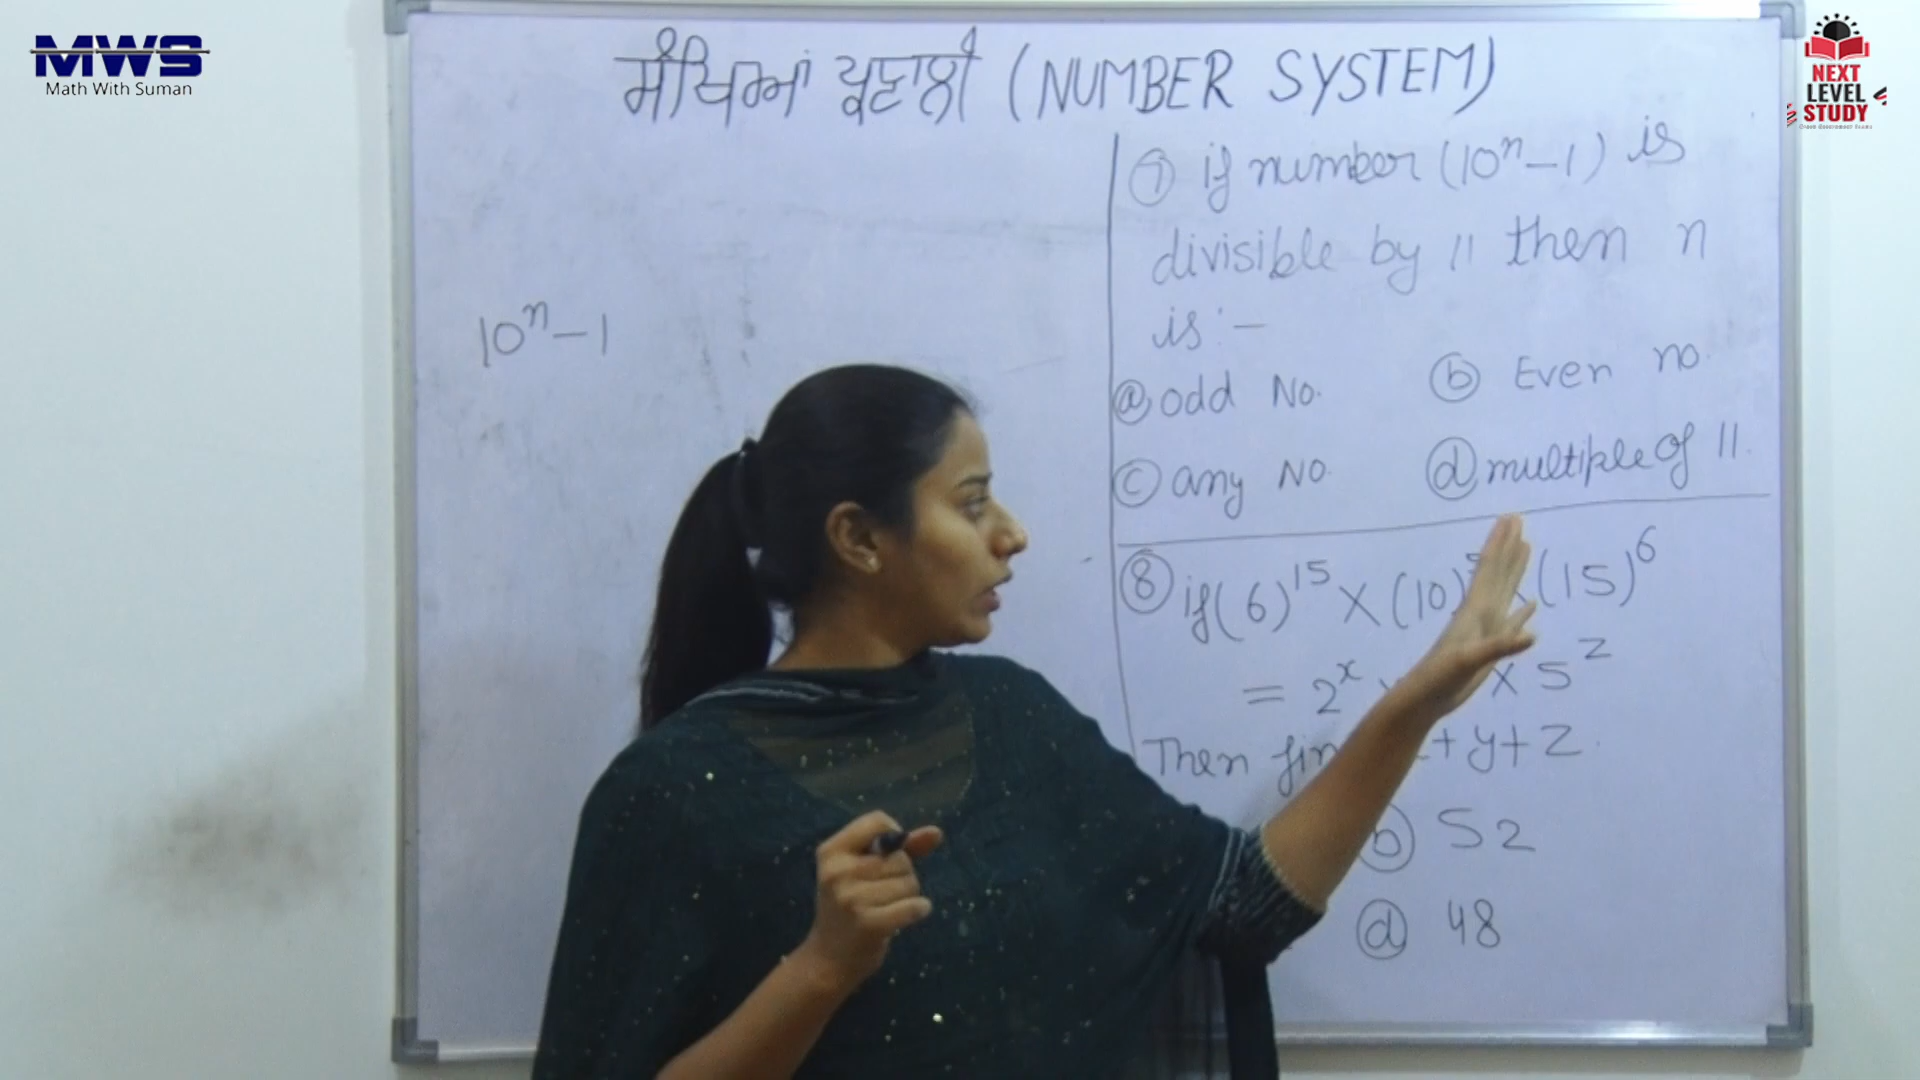 MWS
Math With Suman
NEXT
LEVEL
STUDY
ਸੰਖਿਆਂ ਪ੍ਰਣਾਲੀ (NUMBER SYSTEM)
10ⁿ-1
⑦ if number (10ⁿ-1) is
divisible by 11 then n
is:-
ⓐ odd No. ⓑ Even no.
ⓒ any No. ⓓ multiple of 11.
⑧ if (6)¹⁵ X (10) (15)⁶
= 2ˣ X 5ᶻ
Then + y + z.
ⓑ 52
ⓓ 48